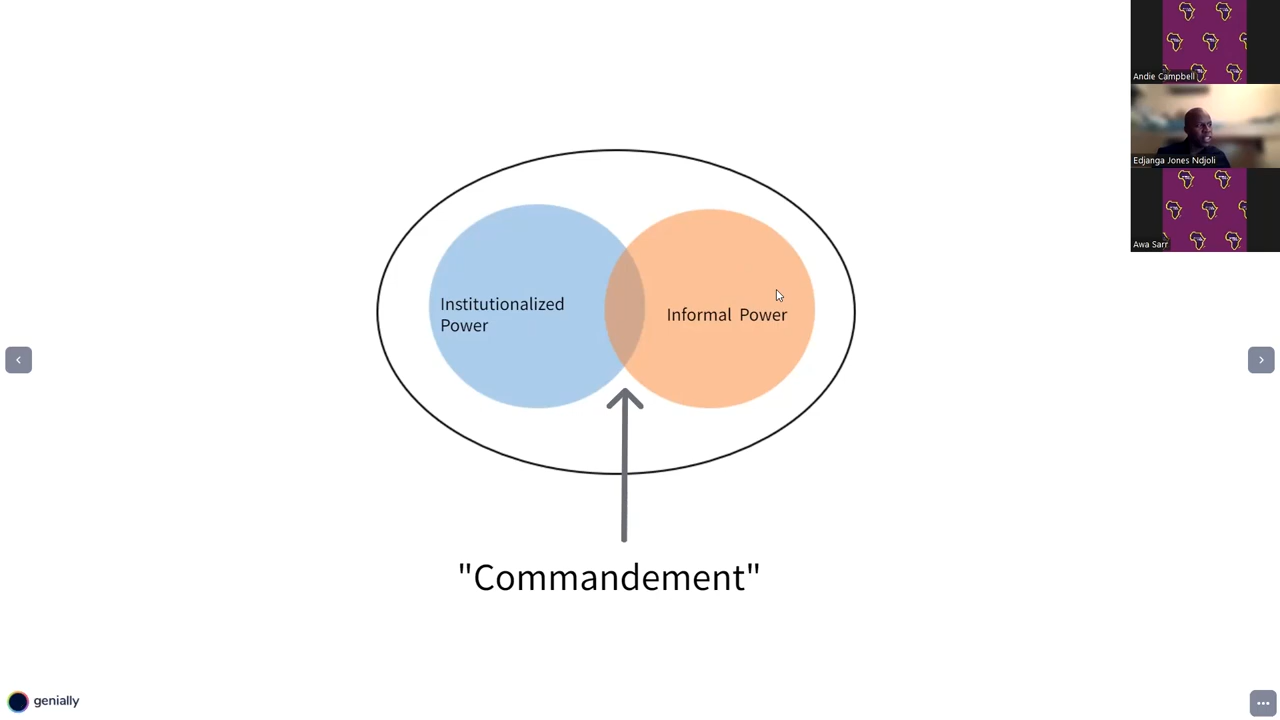 Andie Campbell
Edjanga Jones Ndjoli
Awa Sarr
Institutionalized
Power
Informal Power
"Commandement"
genially